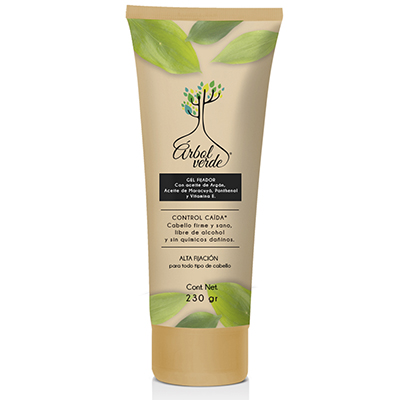 Árbol
verde
GEL FIJADOR
Con aceite de Argán,
Aceite de Maracuyá, Panthenol
y Vitamina E.
CONTROL CAÍDA*
Cabello firme y sano,
libre de alcohol
y sin químicos dañinos.
ALTA FIJACIÓN
para todo tipo de cabello
Cont. Net.
230 gr